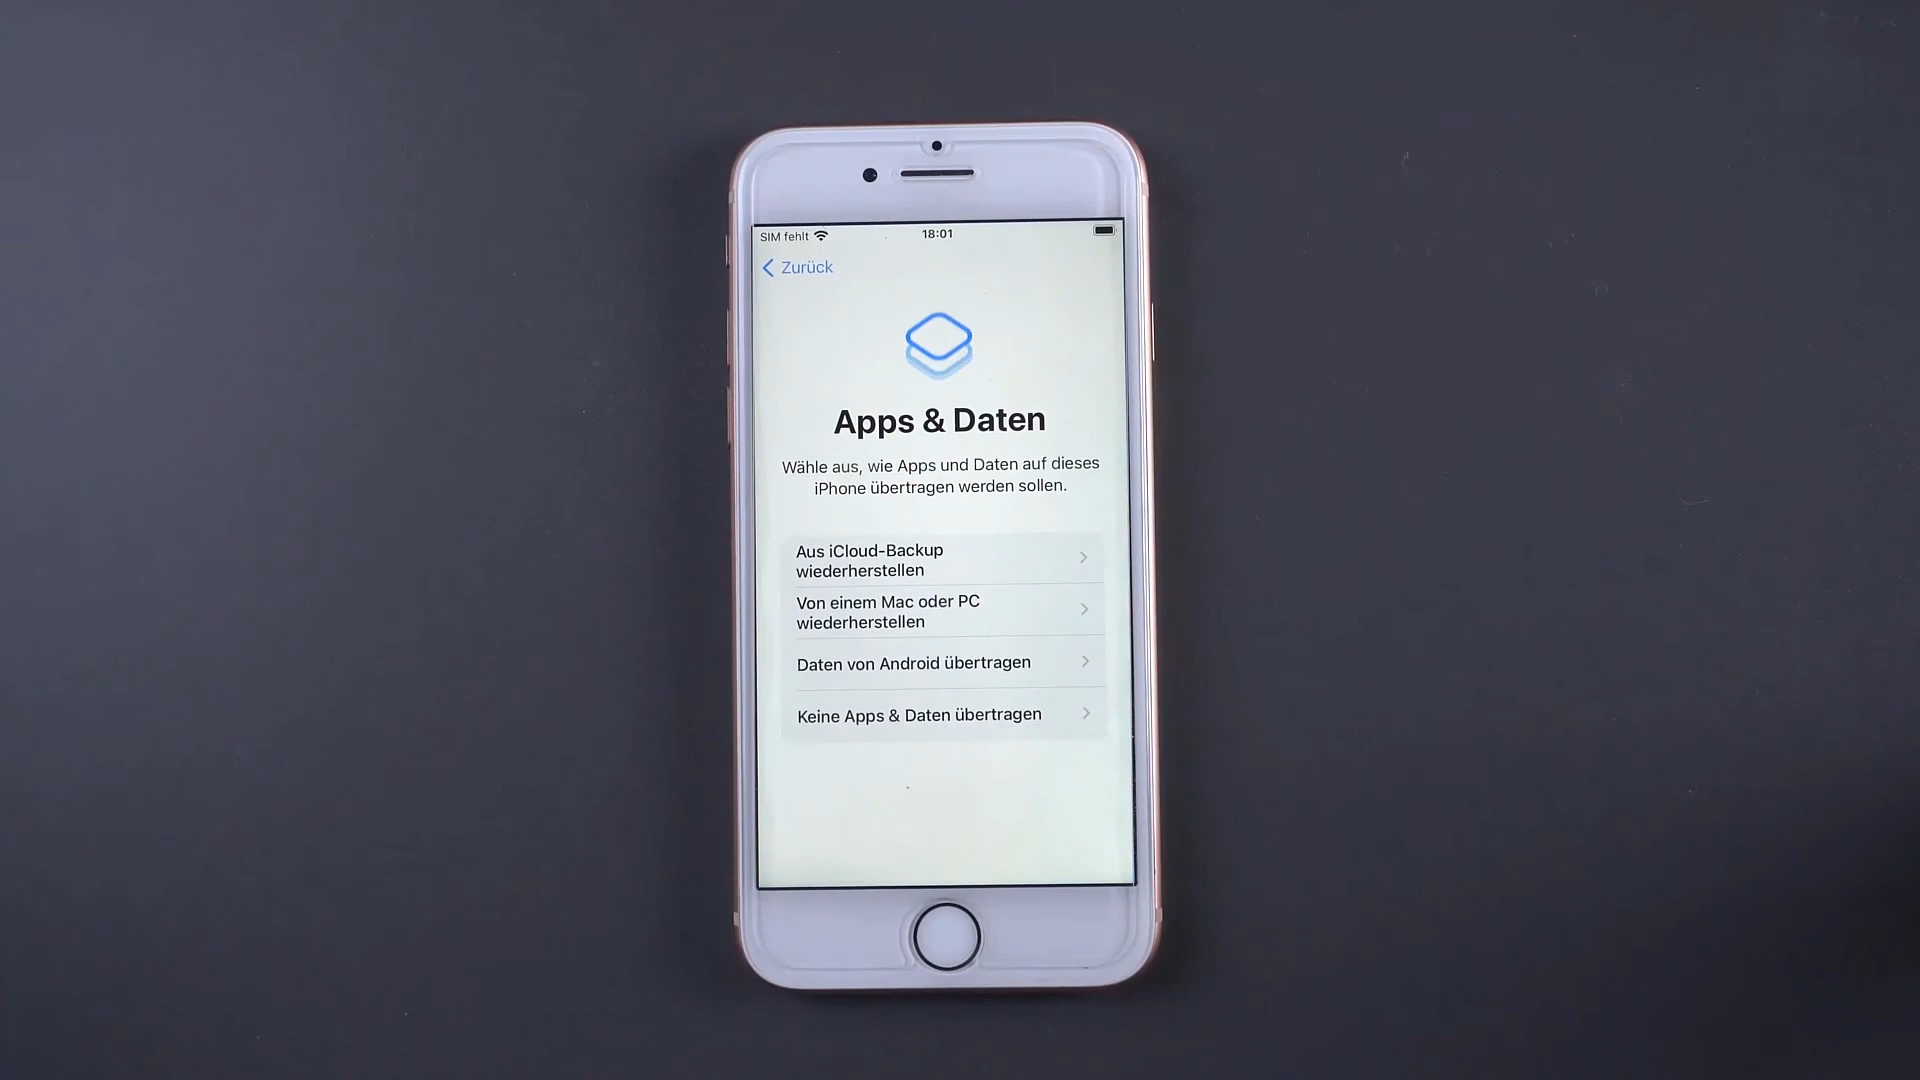 SIM fehlt
18:01
Zurück
Apps & Daten
Wähle aus, wie Apps und Daten auf dieses
iPhone übertragen werden sollen.
Aus iCloud-Backup
wiederherstellen
Von einem Mac oder PC
wiederherstellen
Daten von Android übertragen
Keine Apps & Daten übertragen